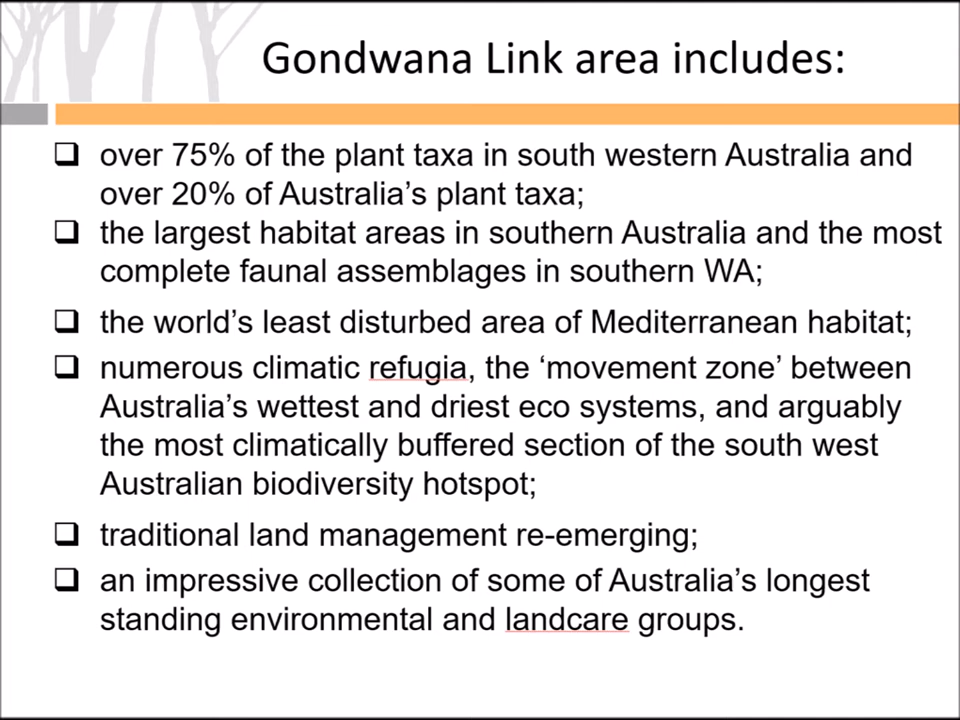 Gondwana Link area includes:
over 75% of the plant taxa in south western Australia and
over 20% of Australia’s plant taxa;
the largest habitat areas in southern Australia and the most
complete faunal assemblages in southern WA;
the world’s least disturbed area of Mediterranean habitat;
numerous climatic refugia, the ‘movement zone’ between
Australia’s wettest and driest eco systems, and arguably
the most climatically buffered section of the south west
Australian biodiversity hotspot;
traditional land management re-emerging;
an impressive collection of some of Australia’s longest
standing environmental and landcare groups.